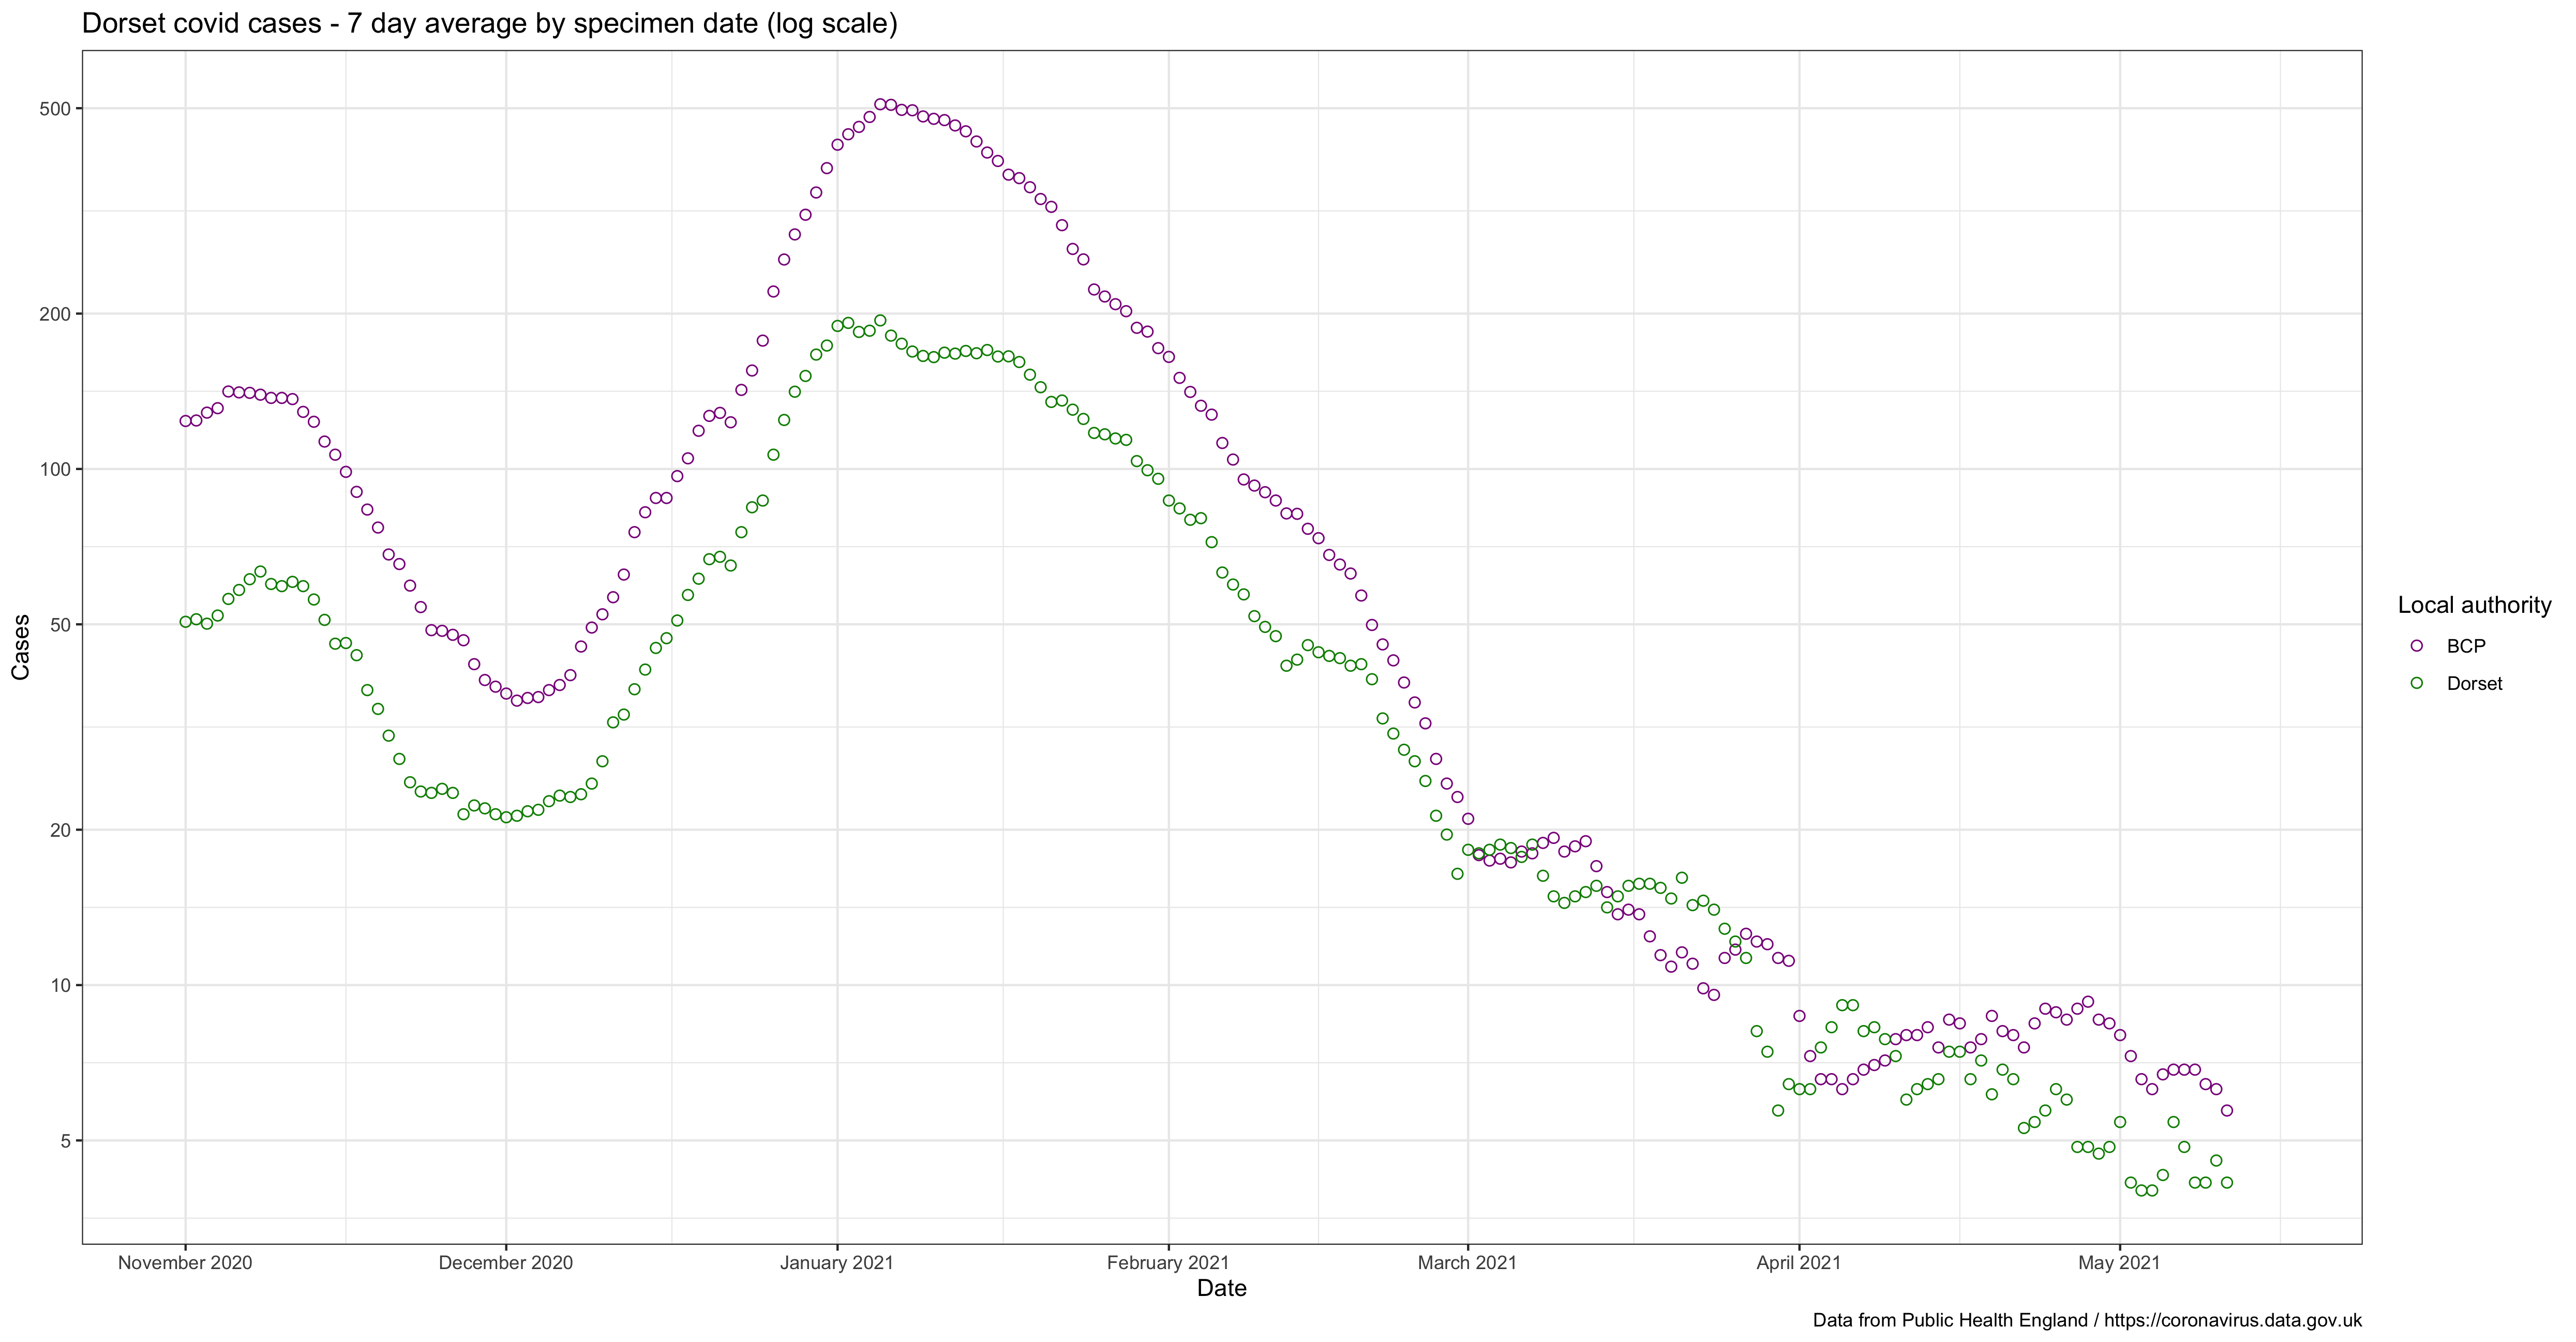 Dorset covid cases - 7 day average by specimen date (log scale)
500
200
100
50
20
10
5
Cases
November 2020 December 2020 January 2021 February 2021 March 2021 April 2021 May 2021
Date
Local authority
BCP
Dorset
Data from Public Health England / https://coronavirus.data.gov.uk